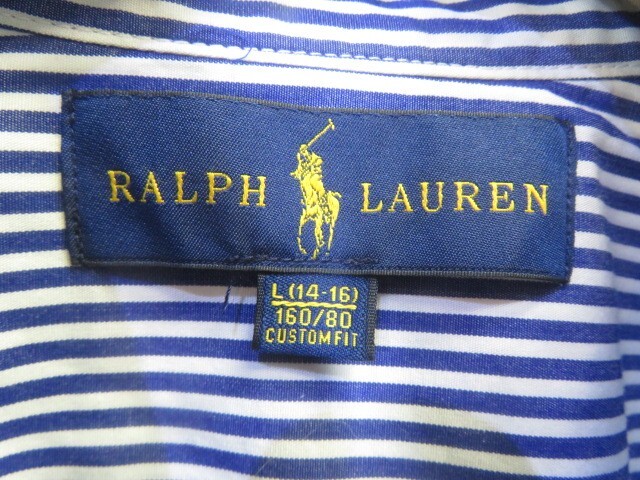 RALPH LAUREN
L (14-16)
160/80
CUSTOM FIT